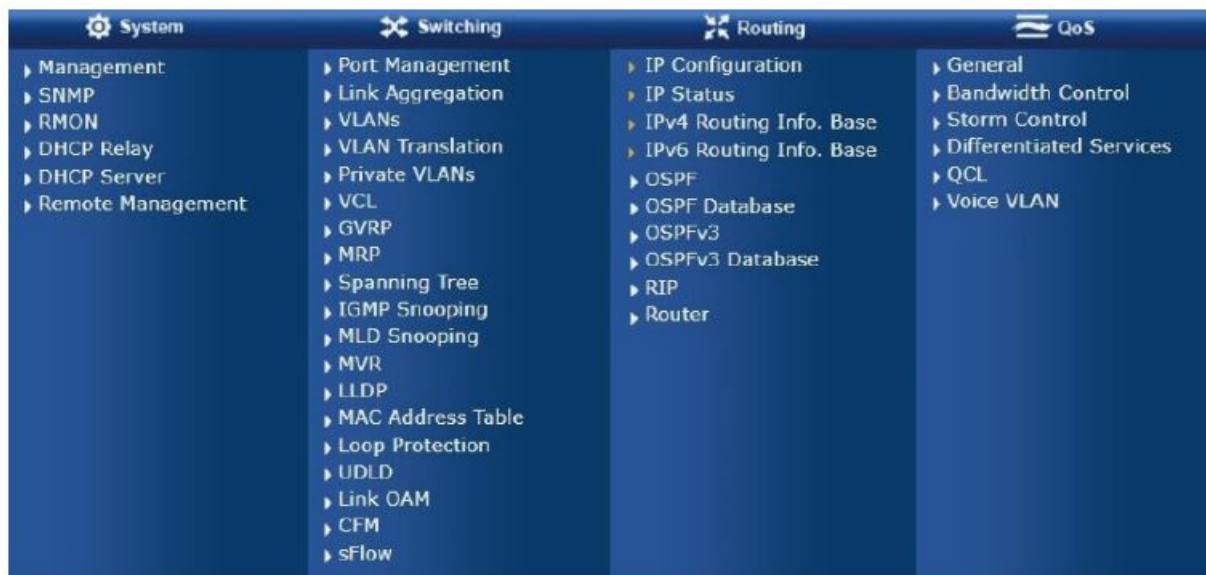 System
Management
SNMP
RMON
DHCP Relay
DHCP Server
Remote Management
Switching
Port Management
Link Aggregation
VLANs
VLAN Translation
Private VLANs
VCL
GVRP
MRP
Spanning Tree
IGMP Snooping
MLD Snooping
MVR
LLDP
MAC Address Table
Loop Protection
UDLD
Link OAM
CFM
sFlow
Routing
IP Configuration
IP Status
IPv4 Routing Info. Base
IPv6 Routing Info. Base
OSPF
OSPF Database
OSPFv3
OSPFv3 Database
RIP
Router
QoS
General
Bandwidth Control
Storm Control
Differentiated Services
QCL
Voice VLAN